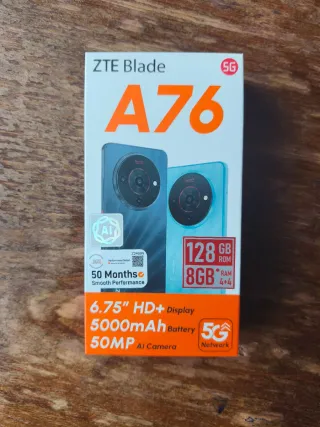 ZTE Blade
5G
A76
AI
50 Months
Smooth Performance
128 GB ROM
8GB* RAM 4+4
6.75" HD+ Display
5000mAh Battery
50MP AI Camera
5G
Network